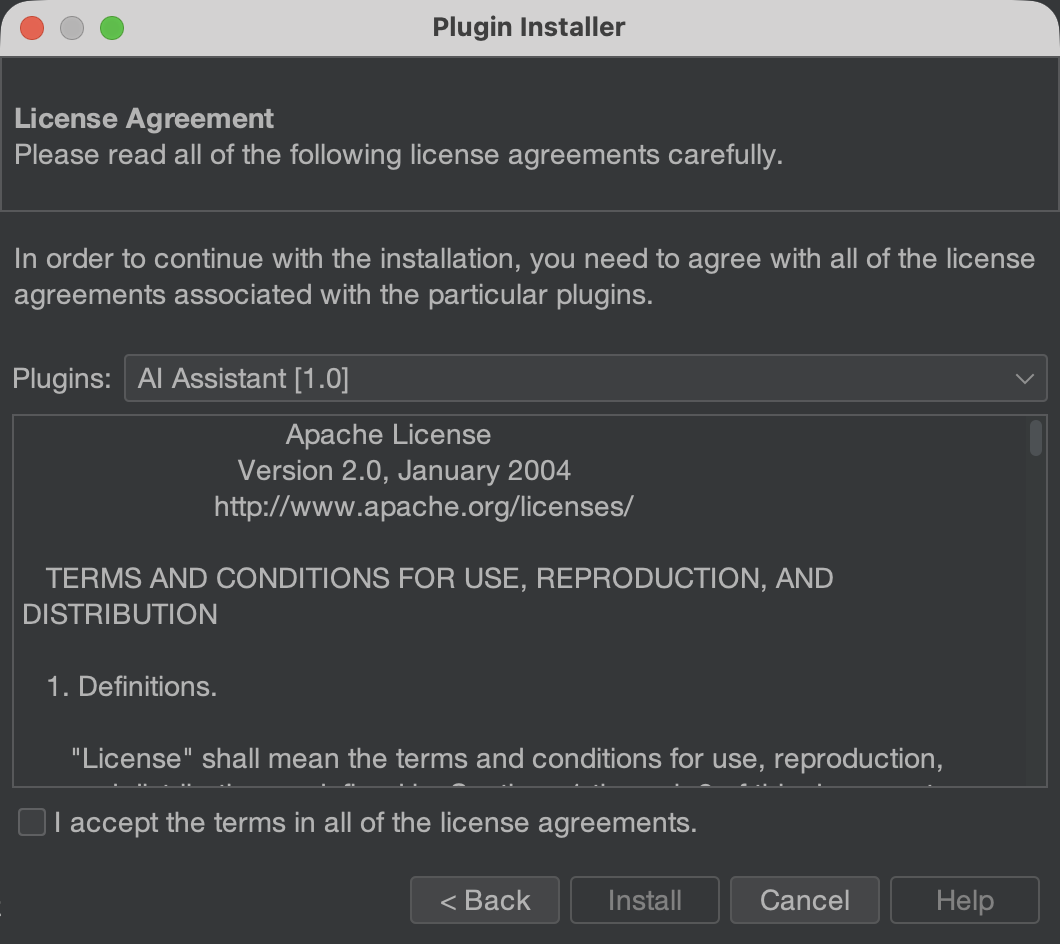 Plugin Installer
License Agreement
Please read all of the following license agreements carefully.
In order to continue with the installation, you need to agree with all of the license
agreements associated with the particular plugins.
Plugins: AI Assistant [1.0]
Apache License
Version 2.0, January 2004
http://www.apache.org/licenses/
TERMS AND CONDITIONS FOR USE, REPRODUCTION, AND
DISTRIBUTION
1. Definitions.
"License" shall mean the terms and conditions for use, reproduction,
I accept the terms in all of the license agreements.
< Back Install Cancel Help